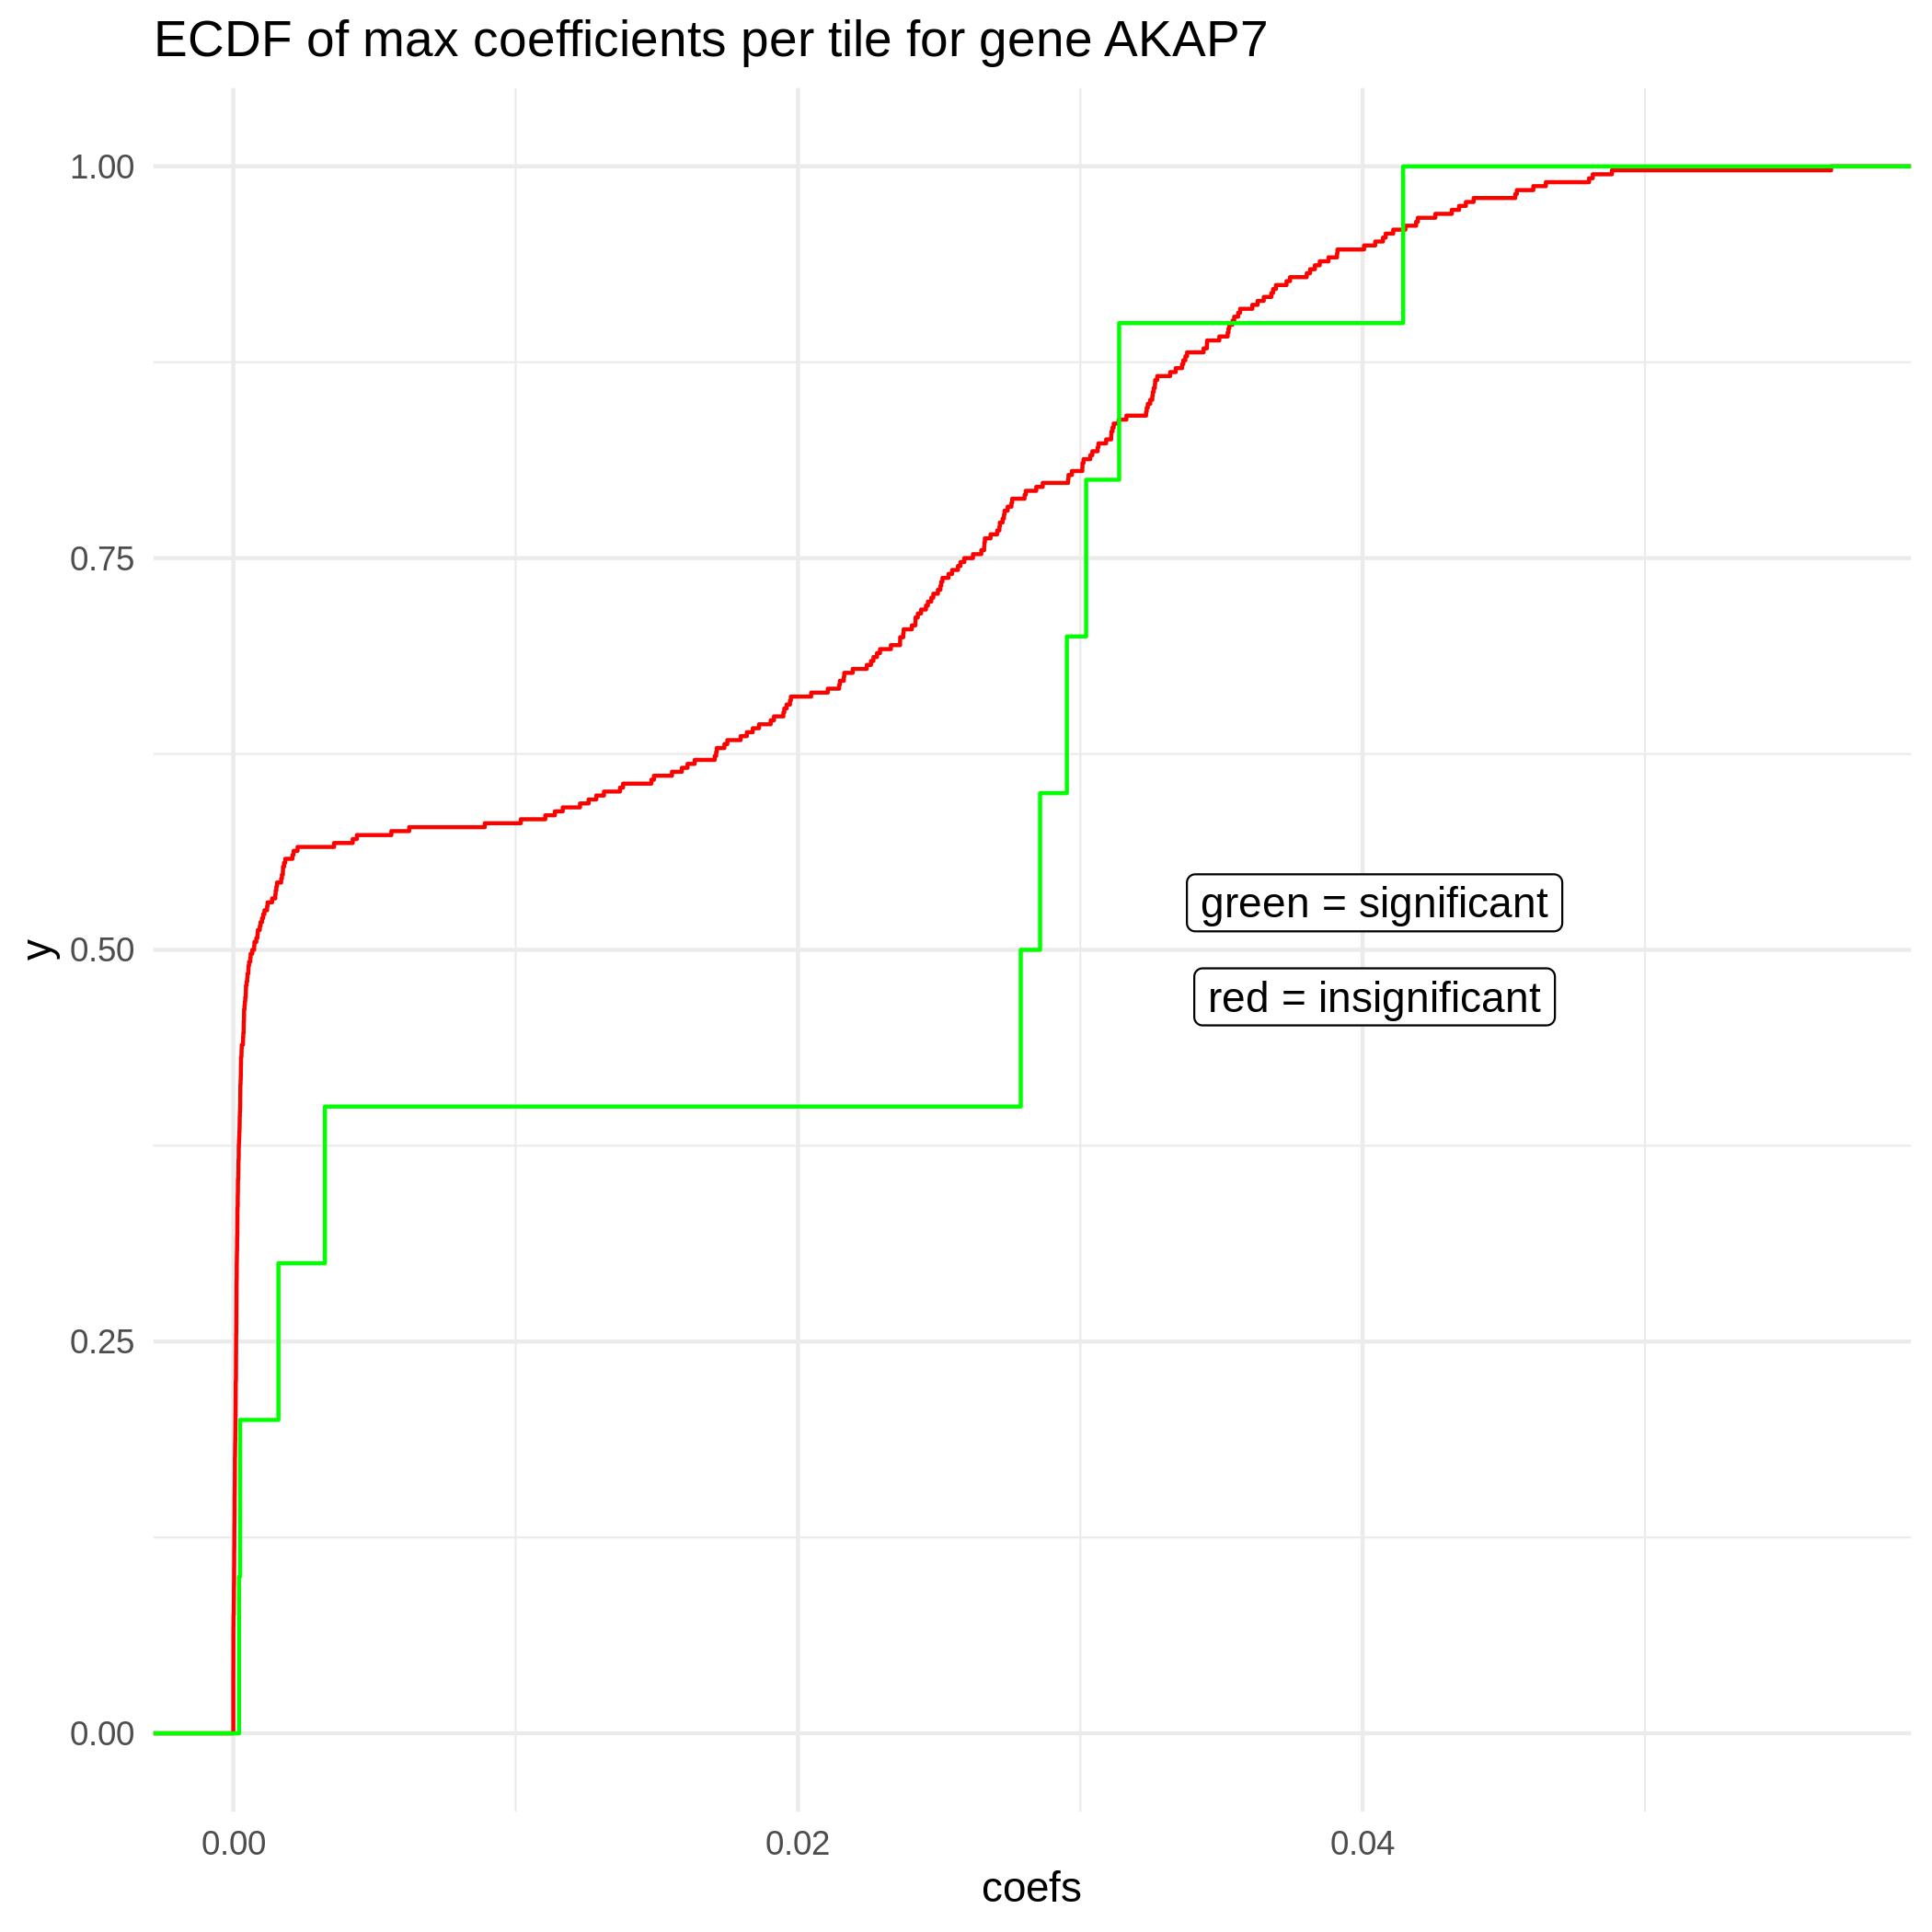 ECDF of max coefficients per tile for gene AKAP7
1.00
0.75
green = significant
y
0.50
red = insignificant
0.25
0.00
0.00
0.02
0.04
coefs